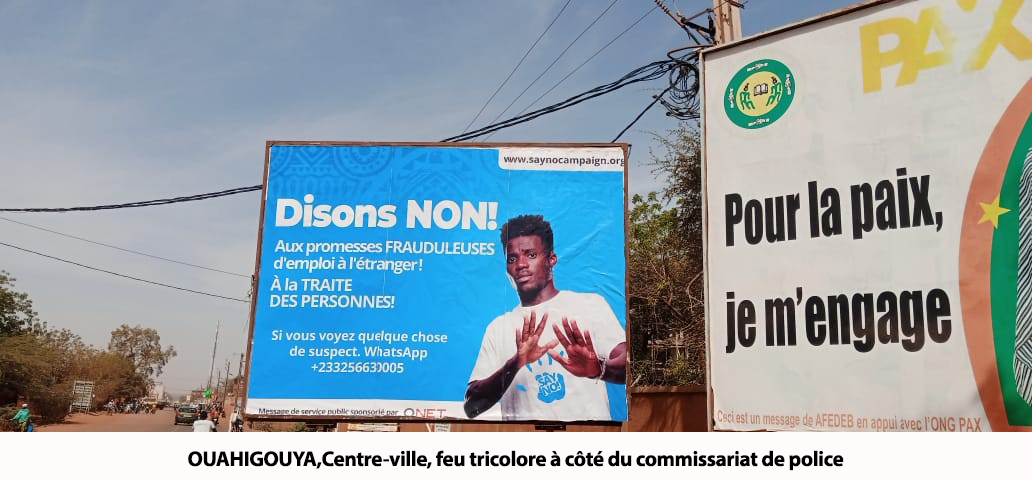 www.saynocampaign.org
Disons NON!
Aux promesses FRAUDULEUSES
d'emploi à l'étranger!
À la TRAITE
DES PERSONNES!
Si vous voyez quelque chose
de suspect. WhatsApp
+233256630005
SAY
NO!
Message de service public sponsorié par
PAX
Pour la paix,
je m'engage
Ceci est un message de AFEDEB en appui avec l'ONG PAX
OUAHIGOUYA,Centre-ville, feu tricolore à côté du commissariat de police